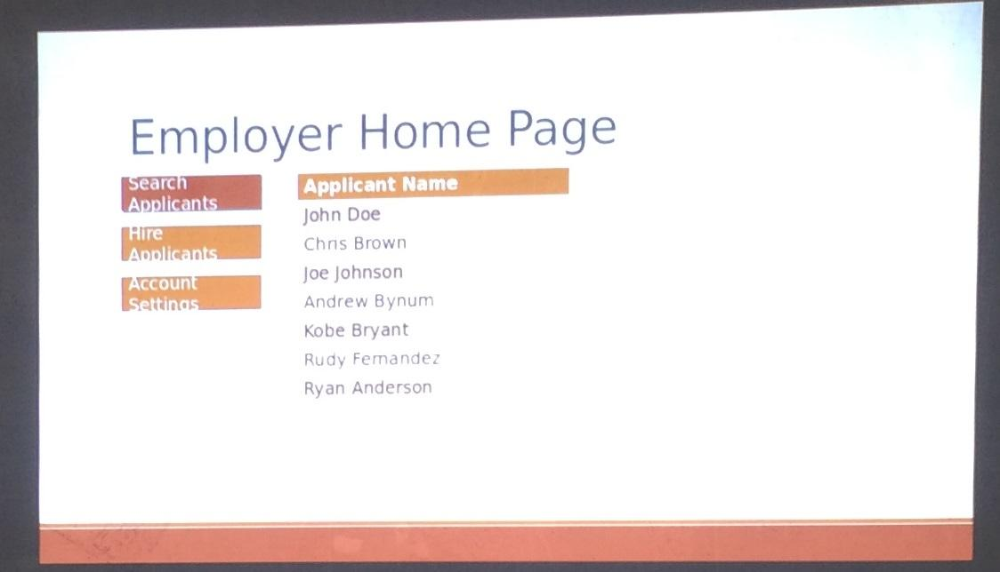 Employer Home Page
Search
Applicants
Hire
Applicants
Account
Settings
Applicant Name
John Doe
Chris Brown
Joe Johnson
Andrew Bynum
Kobe Bryant
Rudy Fernandez
Ryan Anderson